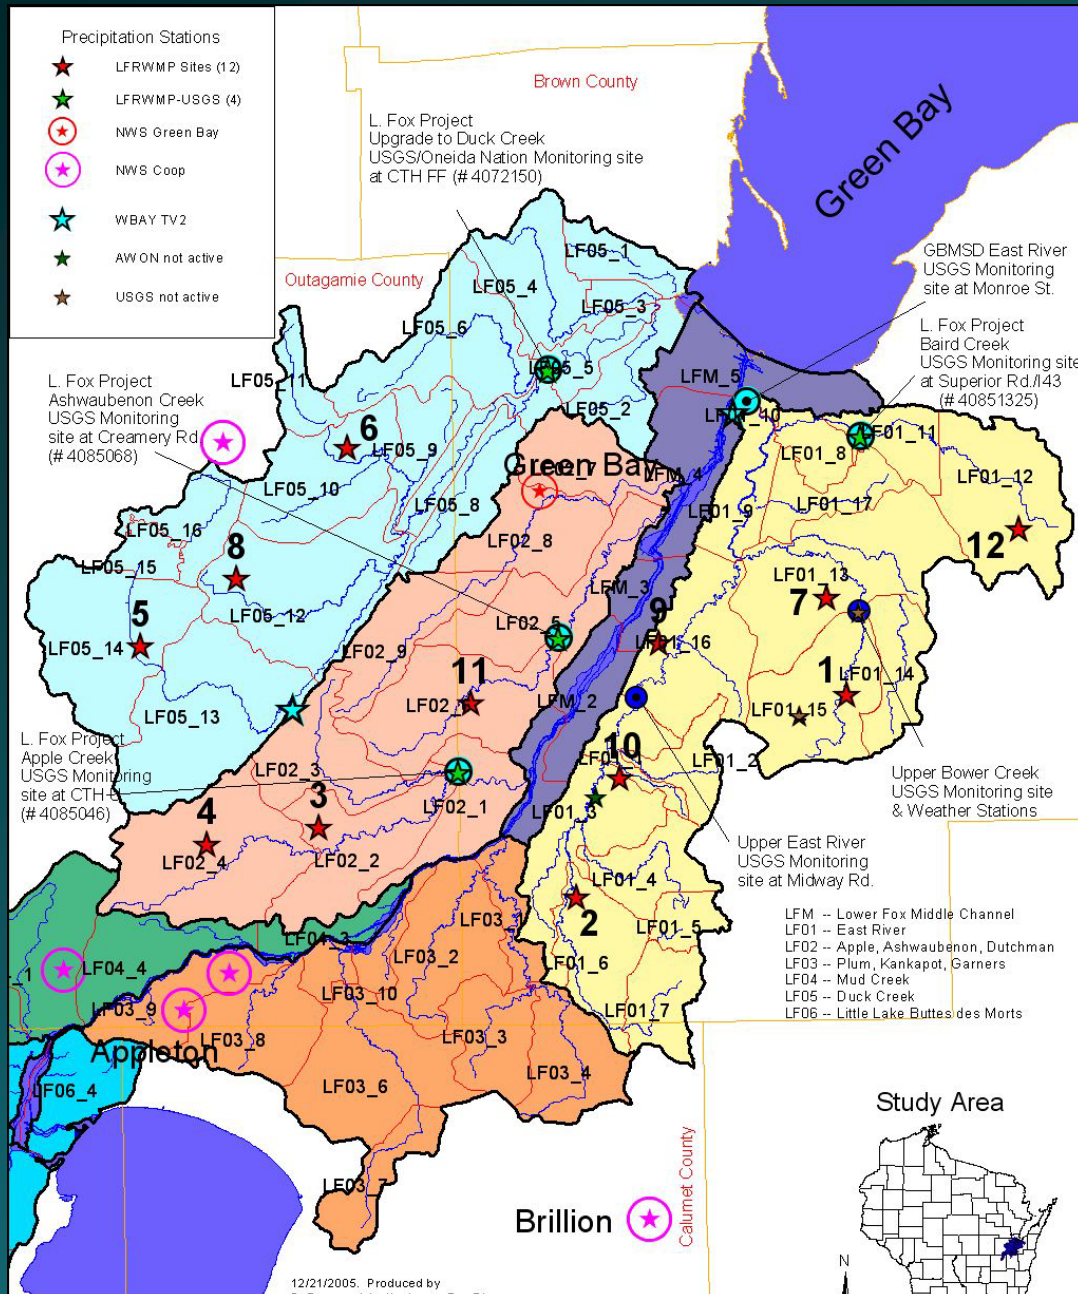 Precipitation Stations
LFRWMP Sites (12)
LFRWMP-USGS (4)
NWS Green Bay
NWS Coop
WBAY TV2
AWON not active
USGS not active
Brown County
L. Fox Project
Upgrade to Duck Creek
USGS/Oneida Nation Monitoring site
at CTH FF (# 4072150)
Green Bay
GBMSD East River
USGS Monitoring
site at Monroe St.
Outagamie County
L. Fox Project
Baird Creek
USGS Monitoring site
at Superior Rd./I43
(# 40851325)
L. Fox Project
Ashwaubenon Creek
USGS Monitoring
site at Creamery Rd.
(# 4085068)
LF05_1
LF05_4
LF05_3
LF05_6
LF05_11
LF05_5
LF05_2
LFM_5
6
LF05_9
LF01_11
LF01_8
LF05_10
Green Bay
LFM_4
LF01_12
LF05_8
LF01_9
LF01_17
LF05_16
LF02_8
12
8
LF05_15
LF01_13
LFM_3
7
5
LF05_12
LF02_5
9
LF05_14
LF02_9
LF01_16
11
1
LF01_14
LF05_13
LFM_2
LF01_15
L. Fox Project
Apple Creek
USGS Monitoring
site at CTH
(# 4085046)
10
LF01_2
LF02_3
LF02_1
LF01_3
4
3
LF02_4
LF02_2
Upper Bower Creek
USGS Monitoring site
& Weather Stations
Upper East River
USGS Monitoring
site at Midway Rd.
LF01_4
2
LF01_5
LF03_1
LF04_3
LF03_2
LF04_4
LF01_6
LF03_10
LF03_9
LF01_7
LF03_8
LF03_3
Appleton
LF03_4
LF06_4
LF03_6
LF03_7
LFM -- Lower Fox Middle Channel
LF01 -- East River
LF02 -- Apple, Ashwaubenon, Dutchman
LF03 -- Plum, Kankapot, Garners
LF04 -- Mud Creek
LF05 -- Duck Creek
LF06 -- Little Lake Buttes des Morts
Study Area
Calumet County
Brillion
N
12/21/2005. Produced by